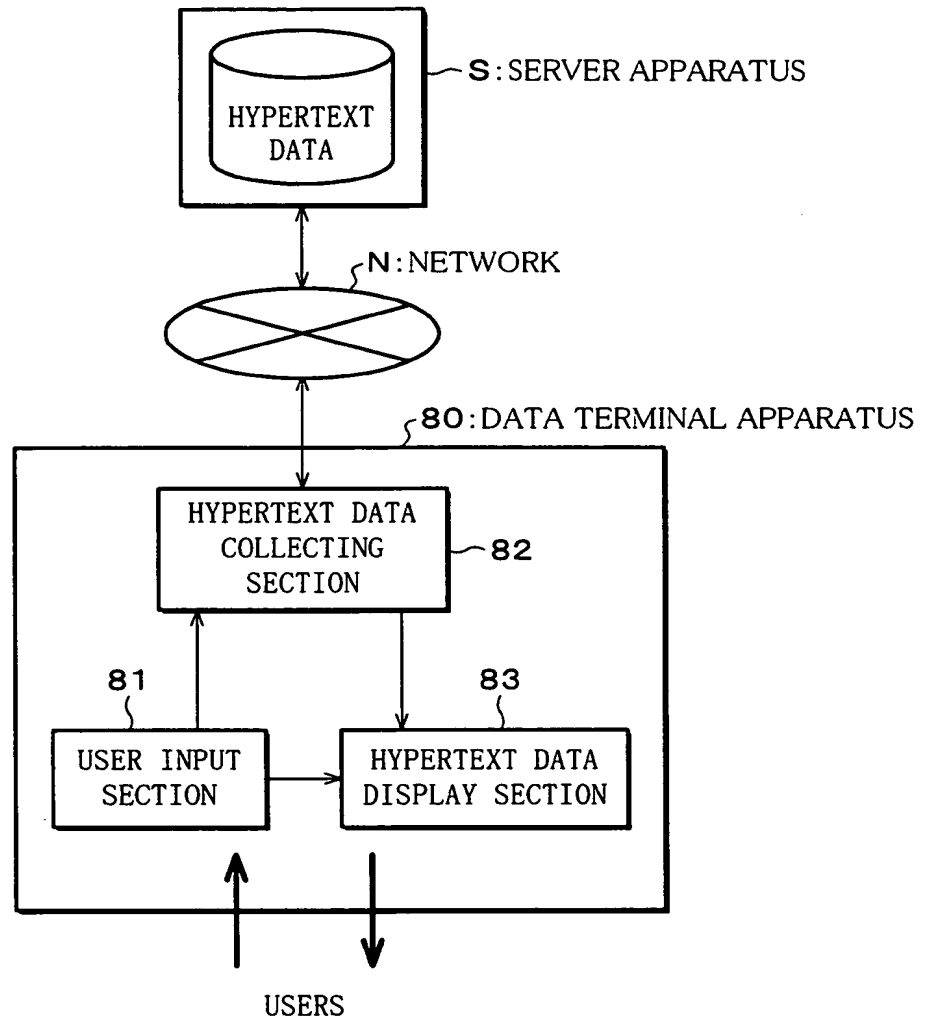 HYPERTEXT
DATA
S:SERVER APPARATUS
N:NETWORK
80:DATA TERMINAL APPARATUS
HYPERTEXT DATA
COLLECTING
SECTION
82
81
USER INPUT
SECTION
83
HYPERTEXT DATA
DISPLAY SECTION
USERS